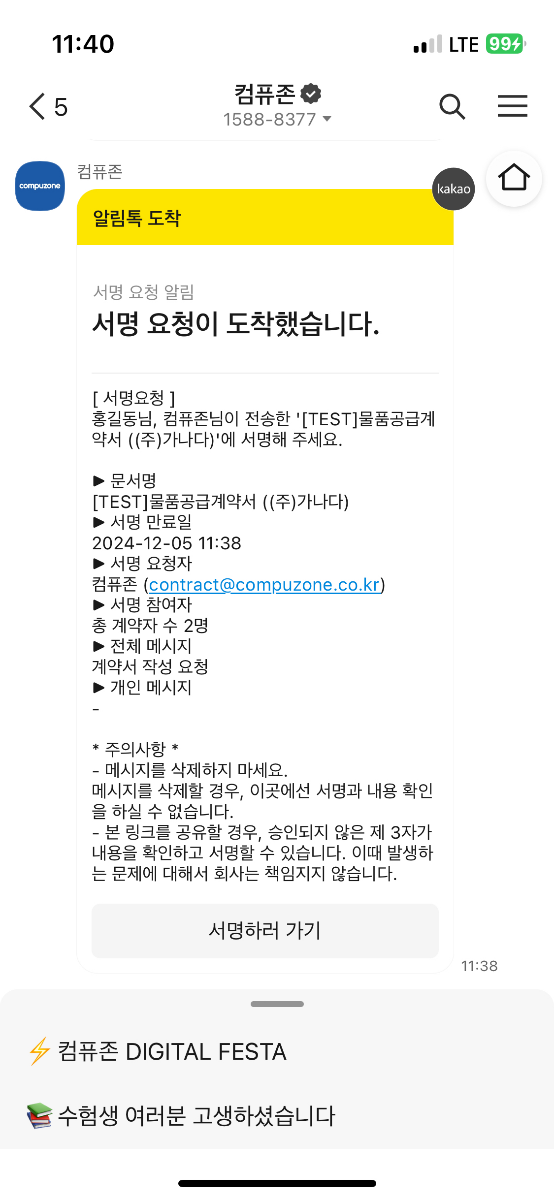 11:40
LTE 99
5
컴퓨존
1588-8377
compuzone
컴퓨존
kakao
알림톡 도착
서명 요청 알림
서명 요청이 도착했습니다.
[ 서명요청 ]
홍길동님, 컴퓨존님이 전송한 '[TEST]물품공급계
약서 ((주)가나다)'에 서명해 주세요.
▶ 문서명
[TEST]물품공급계약서 ((주)가나다)
▶ 서명 만료일
2024-12-05 11:38
▶ 서명 요청자
컴퓨존 (contract@compuzone.co.kr)
▶ 서명 참여자
총 계약자 수 2명
▶ 전체 메시지
계약서 작성 요청
▶ 개인 메시지
-
* 주의사항 *
- 메시지를 삭제하지 마세요.
메시지를 삭제할 경우, 이곳에선 서명과 내용 확인
을 하실 수 없습니다.
- 본 링크를 공유할 경우, 승인되지 않은 제 3자가
내용을 확인하고 서명할 수 있습니다. 이때 발생하
는 문제에 대해서 회사는 책임지지 않습니다.
서명하러 가기
11:38
⚡ 컴퓨존 DIGITAL FESTA
📚 수험생 여러분 고생하셨습니다